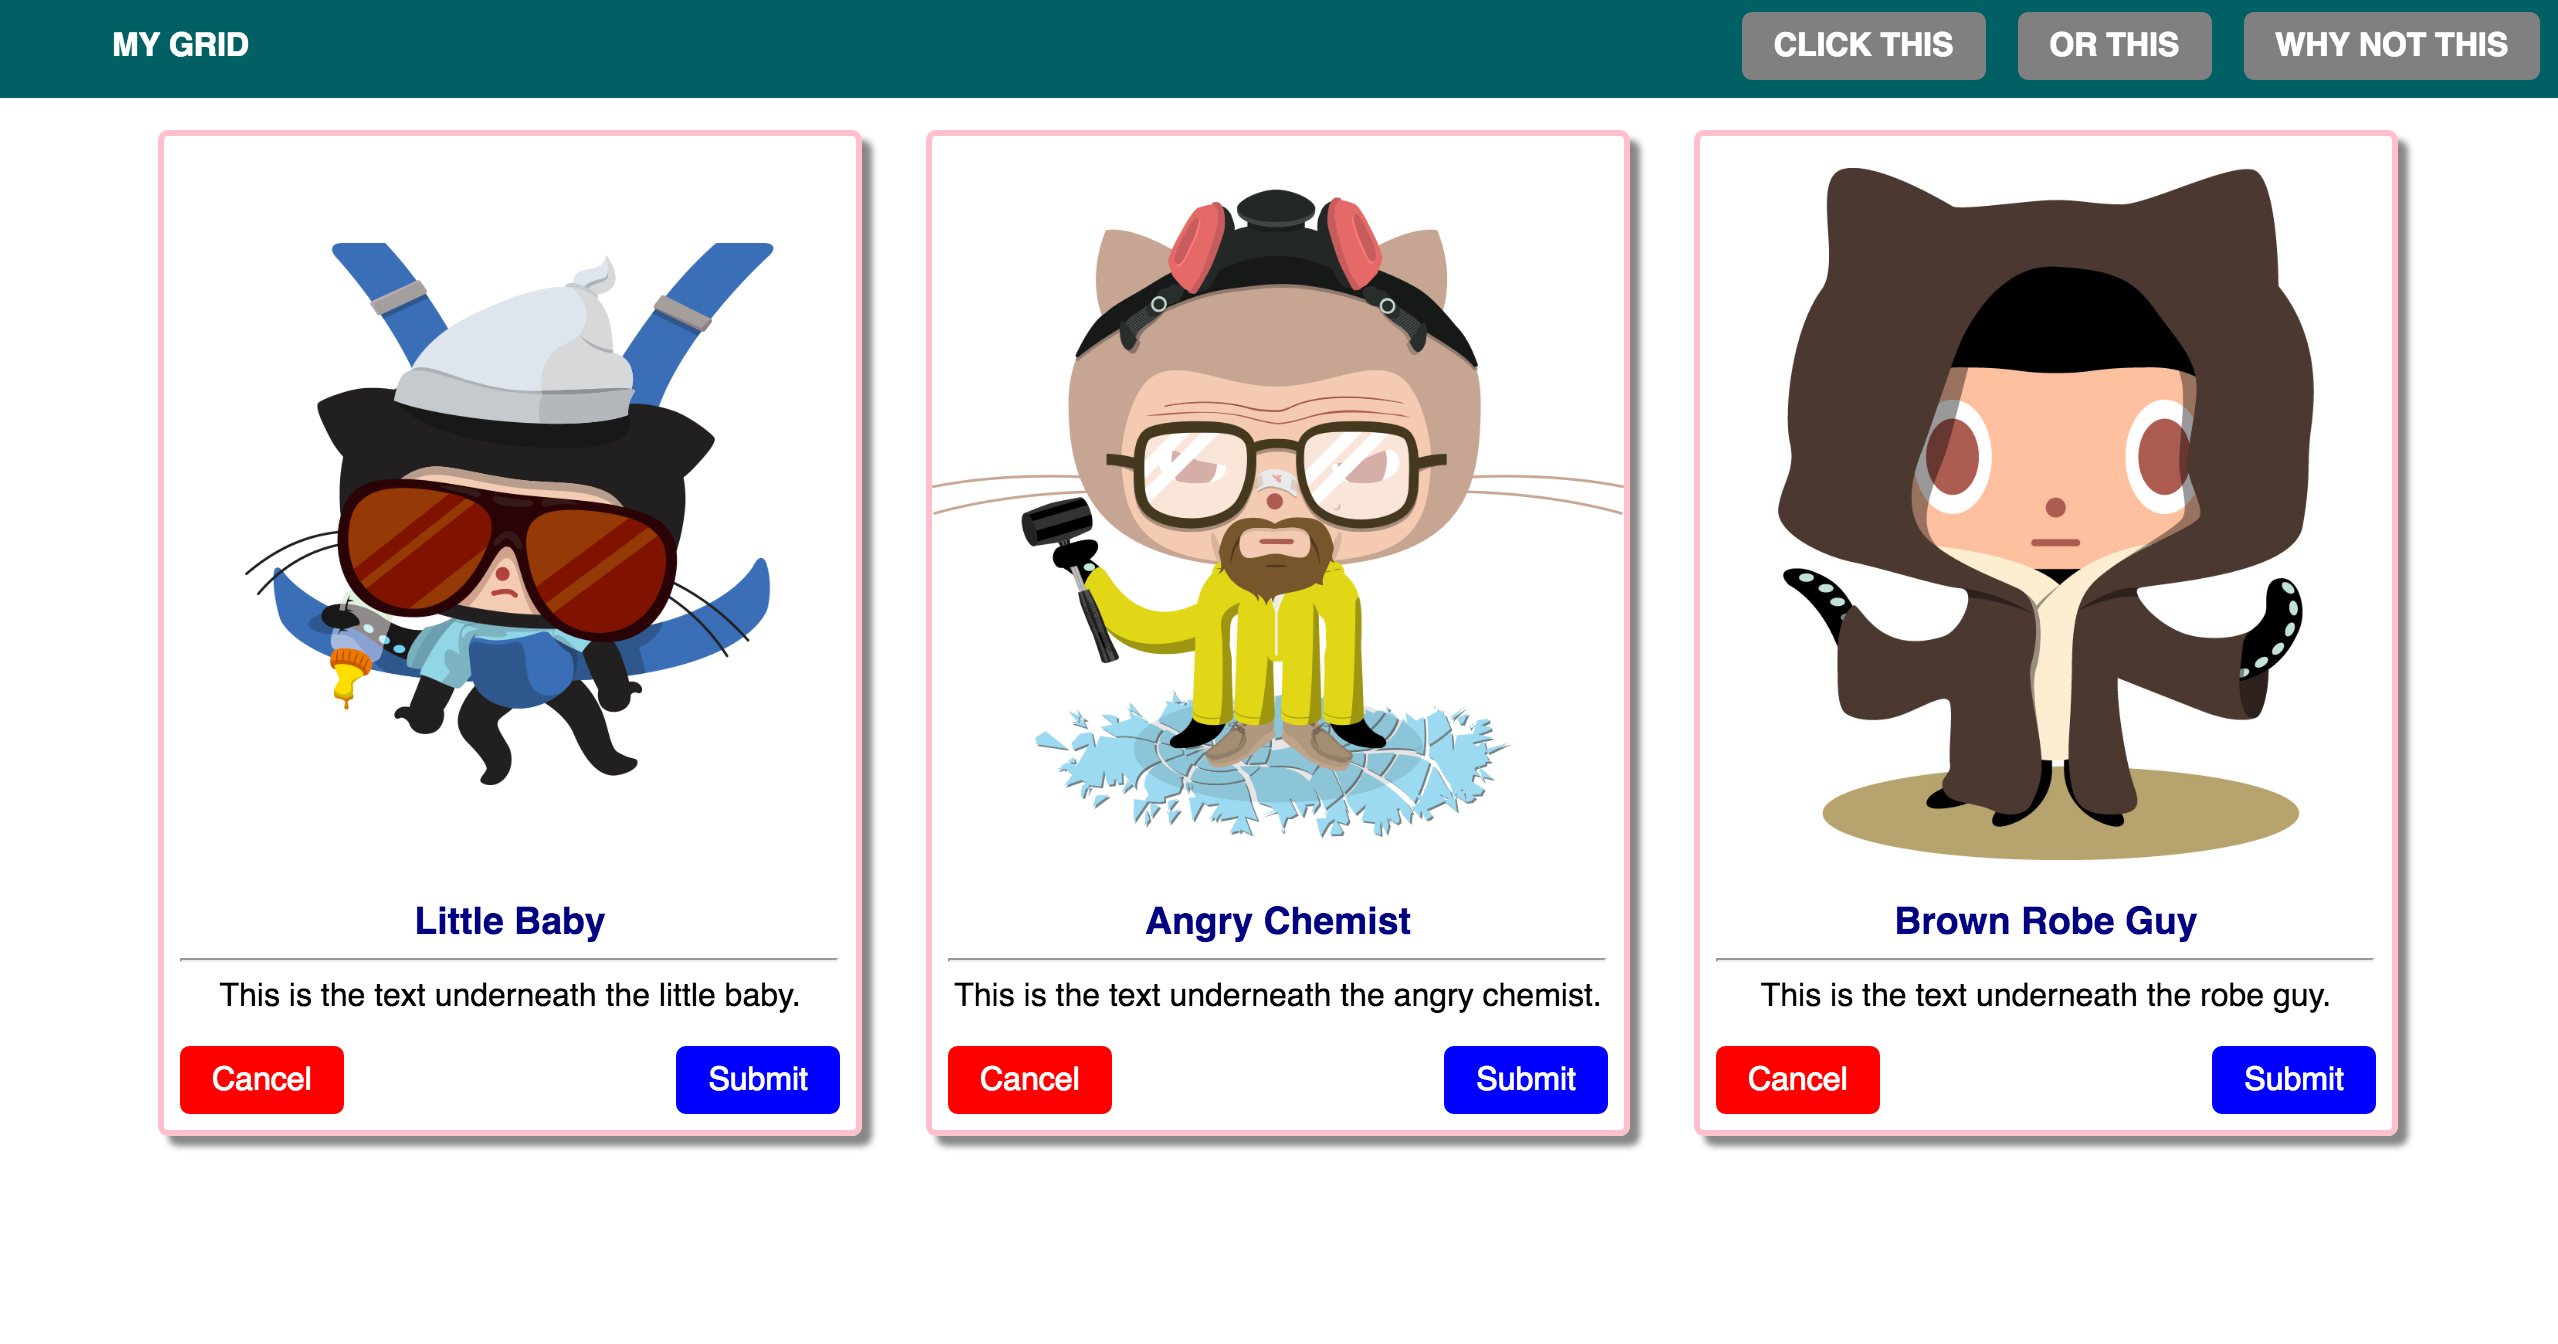 MY GRID
CLICK THIS
OR THIS
WHY NOT THIS
Little Baby
This is the text underneath the little baby.
Cancel
Submit
Angry Chemist
This is the text underneath the angry chemist.
Cancel
Submit
Brown Robe Guy
This is the text underneath the robe guy.
Cancel
Submit